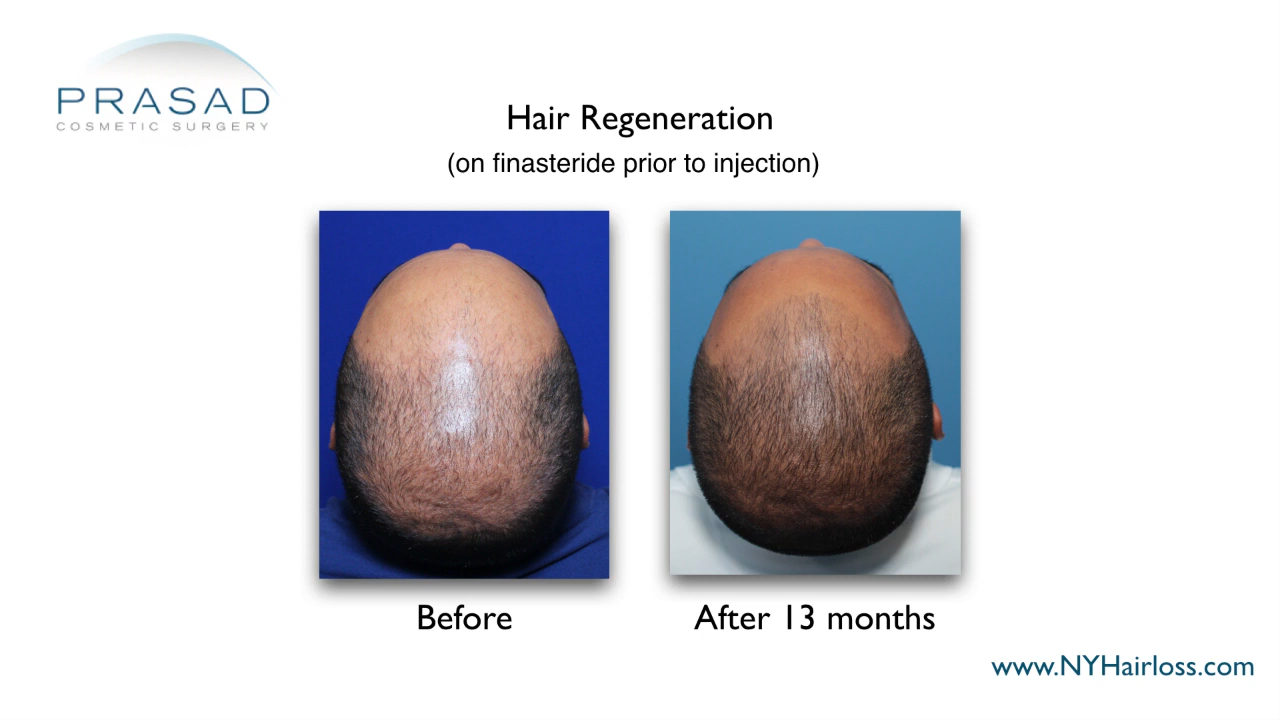 PRASAD
COSMETIC SURGERY
Hair Regeneration
(on finasteride prior to injection)
Before
After 13 months
www.NYHairloss.com